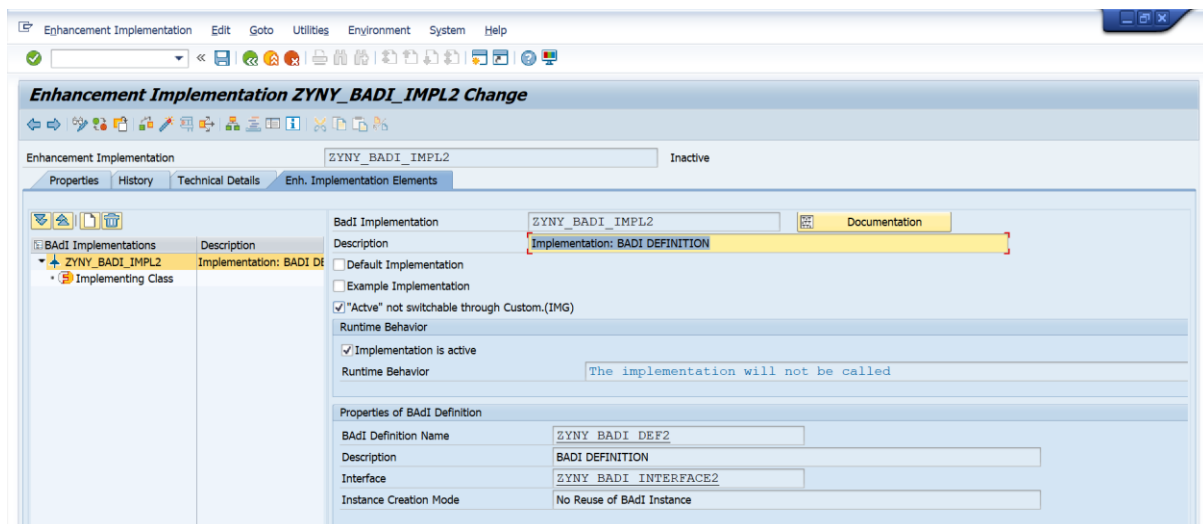 Enhancement Implementation Edit Goto Utilities Environment System Help
Enhancement Implementation ZYNY_BADI_IMPL2 Change
Enhancement Implementation ZYNY_BADI_IMPL2 Inactive
Properties History Technical Details Enh. Implementation Elements
BadI Implementation ZYNY_BADI_IMPL2 Documentation
BAdI Implementations Description
Description Implementation: BADI DEFINITION
ZYNY_BADI_IMPL2 Implementation: BADI DE
Default Implementation
Implementing Class
Example Implementation
"Actve" not switchable through Custom.(IMG)
Runtime Behavior
Implementation is active
Runtime Behavior The implementation will not be called
Properties of BAdI Definition
BAdI Definition Name ZYNY_BADI_DEF2
Description BADI DEFINITION
Interface ZYNY_BADI_INTERFACE2
Instance Creation Mode No Reuse of BAdI Instance